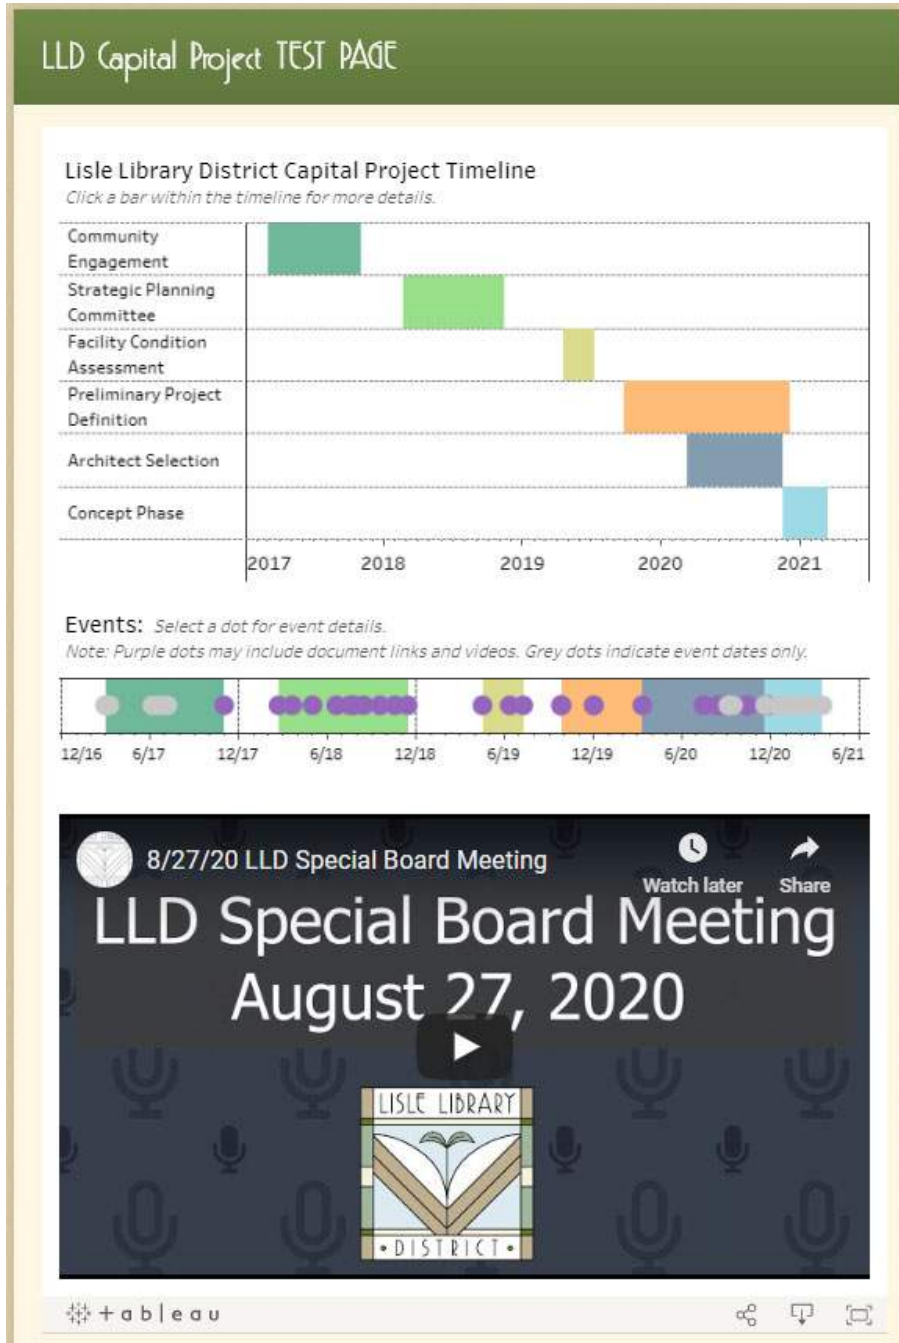 LLD Capital Project TEST PAGE
Lisle Library District Capital Project Timeline
Click a bar within the timeline for more details.
Community
Engagement
Strategic Planning
Committee
Facility Condition
Assessment
Preliminary Project
Definition
Architect Selection
Concept Phase
2017 2018 2019 2020 2021
Events: Select a dot for event details.
Note: Purple dots may include document links and videos. Grey dots indicate event dates only.
12/16 6/17 12/17 6/18 12/18 6/19 12/19 6/20 12/20 6/21
8/27/20 LLD Special Board Meeting
Watch later Share
LLD Special Board Meeting
August 27, 2020
LISLE LIBRARY
• DISTRICT •
+ableau